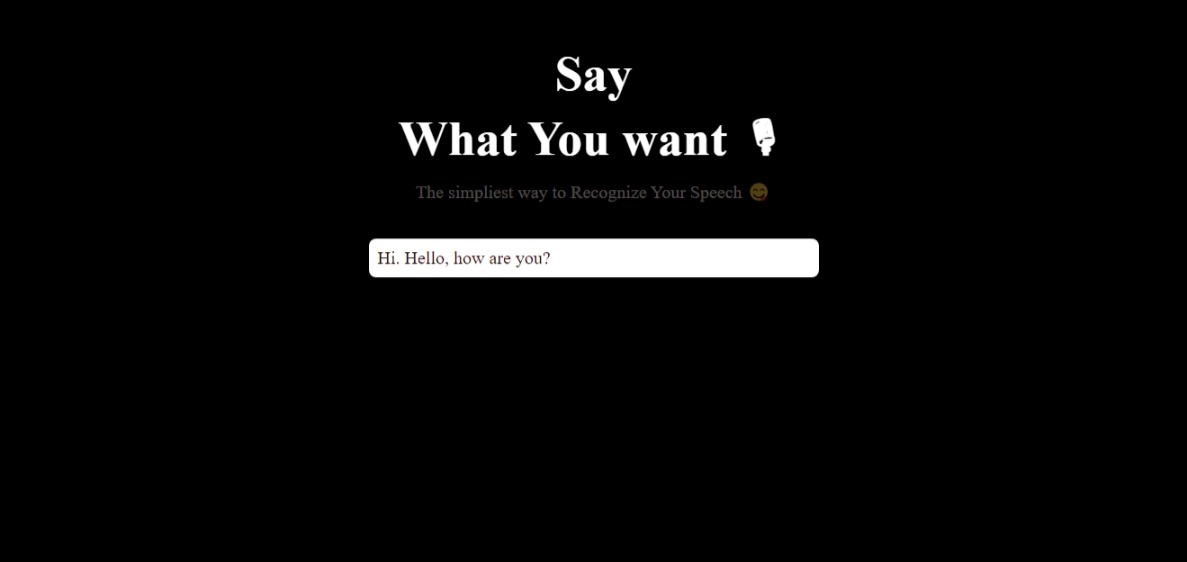 Say
What You want 🎙
The simpliest way to Recognize Your Speech 😋
Hi. Hello, how are you?